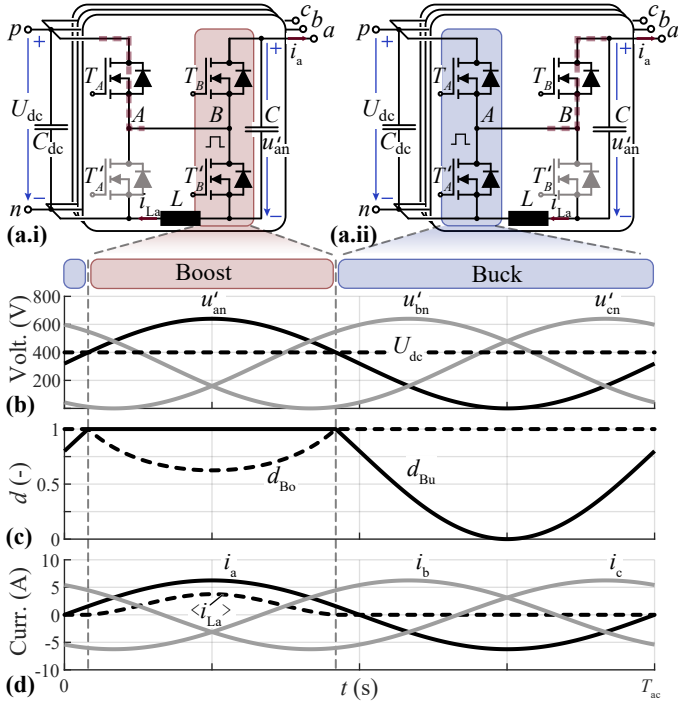 p + T_A T_B c b a i_a +
A B C
U_dc C_dc u'_an
T'_A T'_B
n − i_La L −
(a.i)
p + T_A T_B c b a i_a +
A B C
U_dc C_dc u'_an
T'_A T'_B
n − i_La L −
(a.ii)
Boost Buck
Volt. (V)
800 600 400 200
u'_an u'_bn u'_cn
U_dc
(b)
d (-)
1 0.5 0
d_Bo d_Bu
(c)
Curr. (A)
10 5 0 -5 -10
i_a i_b i_c
<i_La>
(d)
0 t (s) T_ac